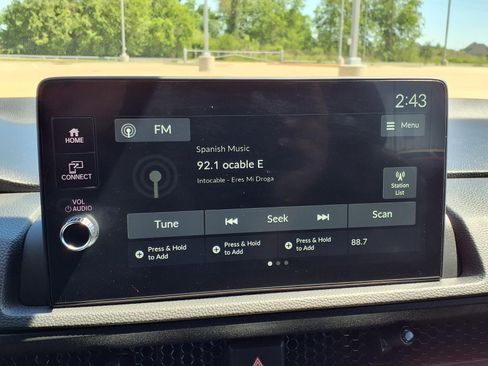 2:43
HOME
FM
Menu
Spanish Music
92.1 ocable E
Intocable - Eres Mi Droga
CONNECT
Station
List
VOL
AUDIO
Tune
Seek
Scan
Press & Hold
to Add
Press & Hold
to Add
Press & Hold
to Add
88.7